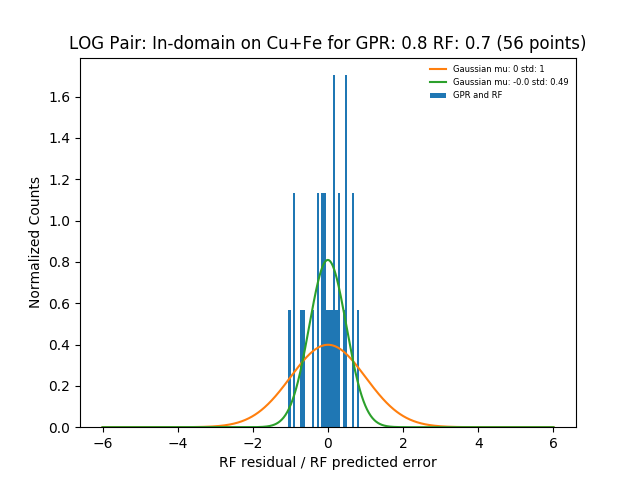 LOG Pair: In-domain on Cu+Fe for GPR: 0.8 RF: 0.7 (56 points)
Gaussian mu: 0 std: 1
Gaussian mu: -0.0 std: 0.49
GPR and RF
Normalized Counts
1.6
1.4
1.2
1.0
0.8
0.6
0.4
0.2
0.0
−6 −4 −2 0 2 4 6
RF residual / RF predicted error